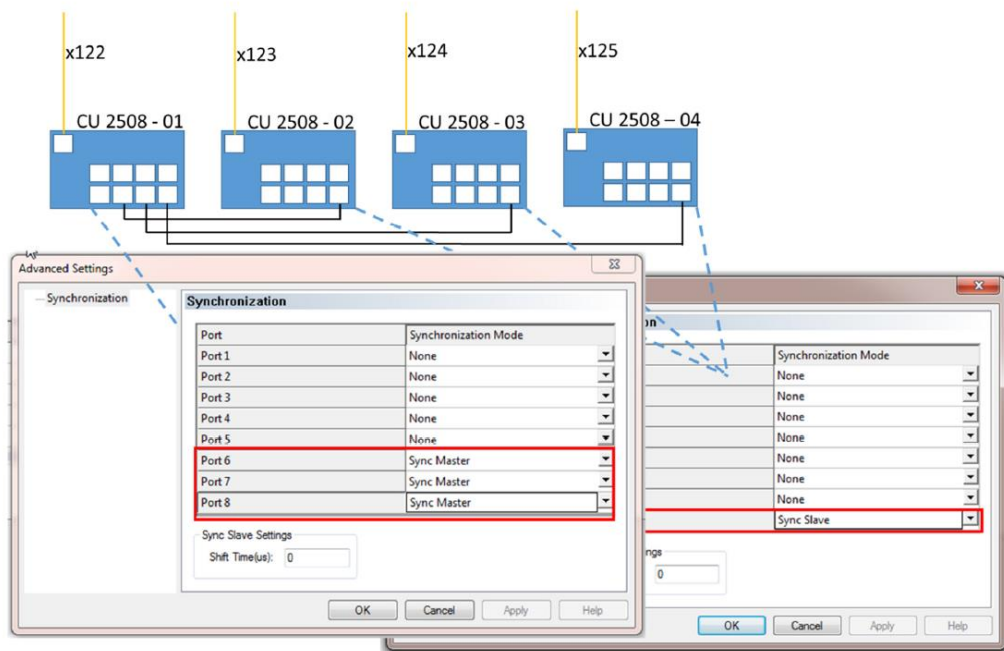 x122
x123
x124
x125
CU 2508 - 01
CU 2508 - 02
CU 2508 - 03
CU 2508 – 04
Advanced Settings
Synchronization
Synchronization
Port Synchronization Mode
Port 1 None
Port 2 None
Port 3 None
Port 4 None
Port 5 None
Port 6 Sync Master
Port 7 Sync Master
Port 8 Sync Master
Sync Slave Settings
Shift Time(us): 0
OK Cancel Apply Help
on
Synchronization Mode
None
None
None
None
None
None
None
Sync Slave
ngs
0
OK Cancel Apply Help